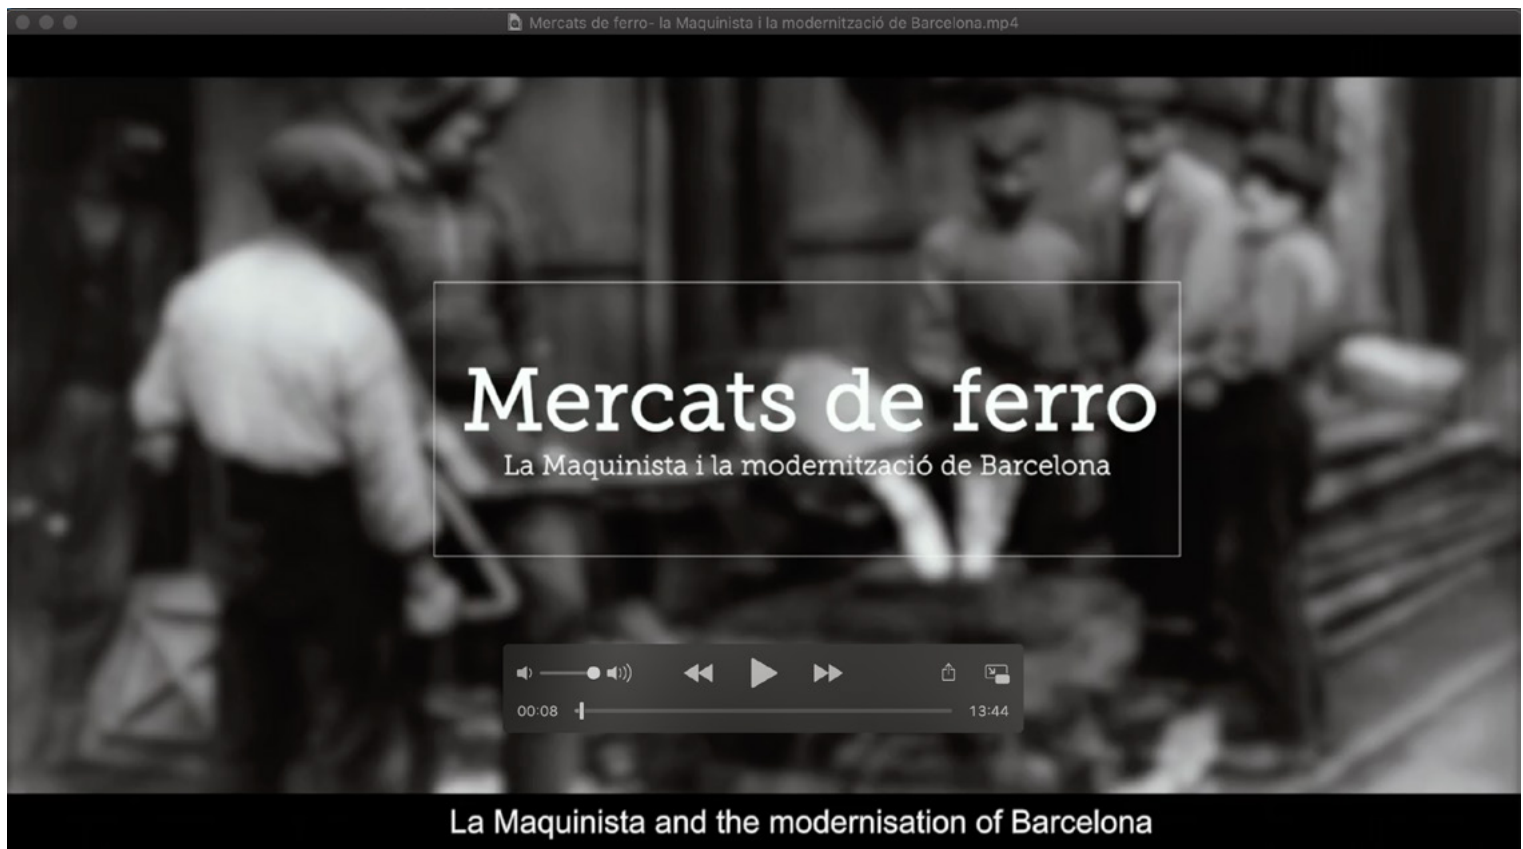 Mercats de ferro- la Maquinista i la modernització de Barcelona.mp4
Mercats de ferro
La Maquinista i la modernització de Barcelona
00:08
13:44
La Maquinista and the modernisation of Barcelona